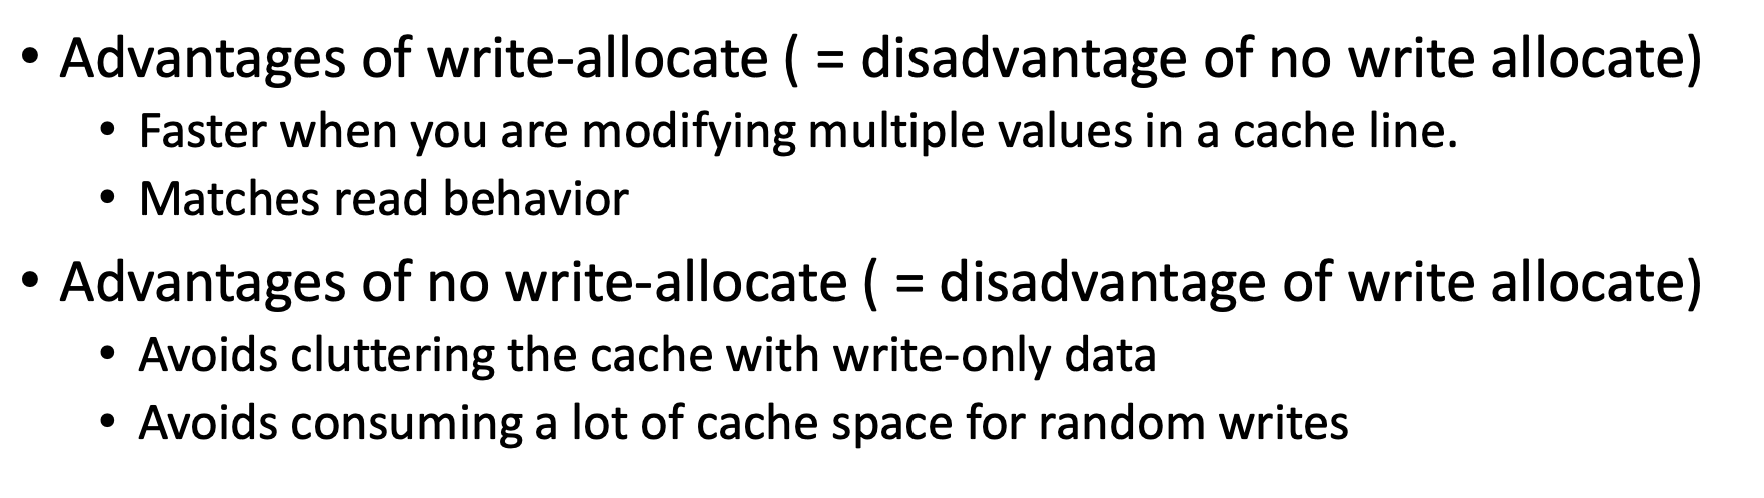 • Advantages of write-allocate ( = disadvantage of no write allocate)
• Faster when you are modifying multiple values in a cache line.
• Matches read behavior
• Advantages of no write-allocate ( = disadvantage of write allocate)
• Avoids cluttering the cache with write-only data
• Avoids consuming a lot of cache space for random writes